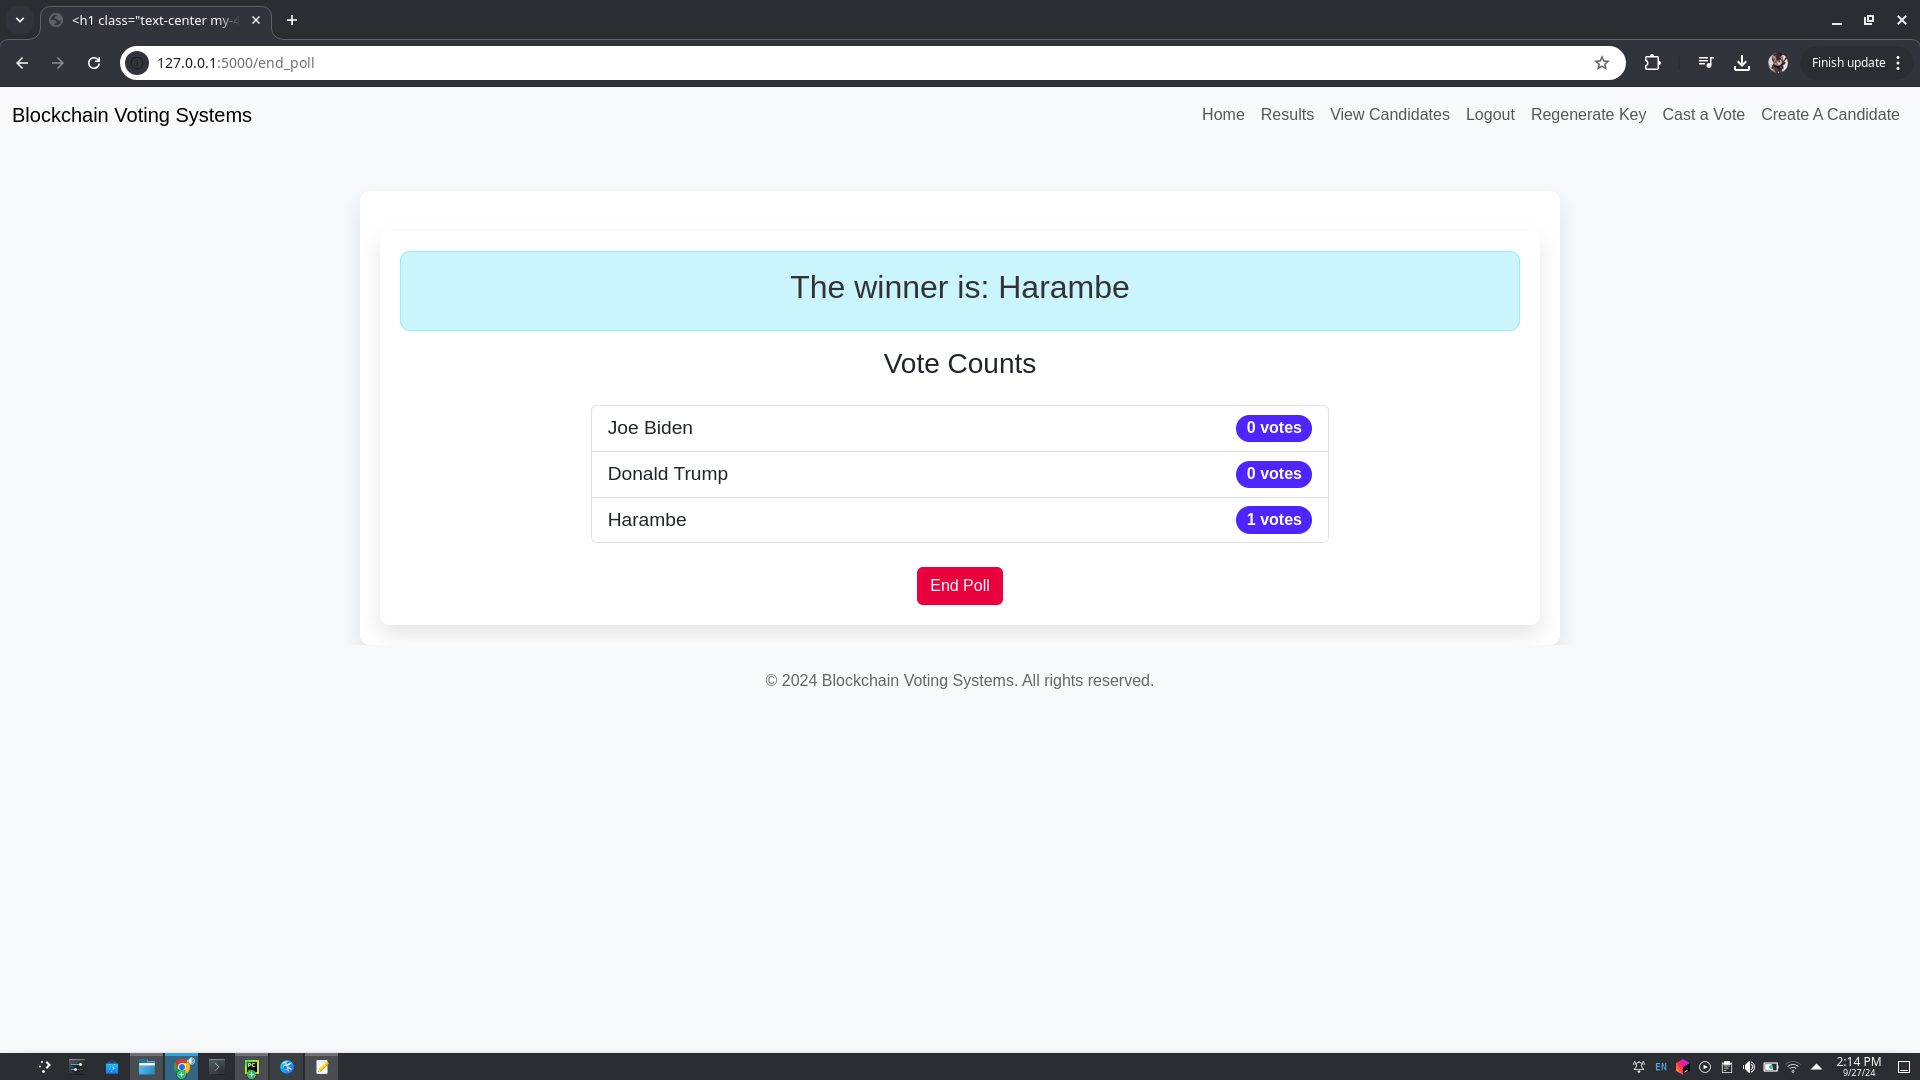 <h1 class="text-center my-4
127.0.0.1:5000/end_poll
Finish update
Blockchain Voting Systems
Home Results View Candidates Logout Regenerate Key Cast a Vote Create A Candidate
The winner is: Harambe
Vote Counts
Joe Biden 0 votes
Donald Trump 0 votes
Harambe 1 votes
End Poll
© 2024 Blockchain Voting Systems. All rights reserved.
EN
2:14 PM
9/27/24